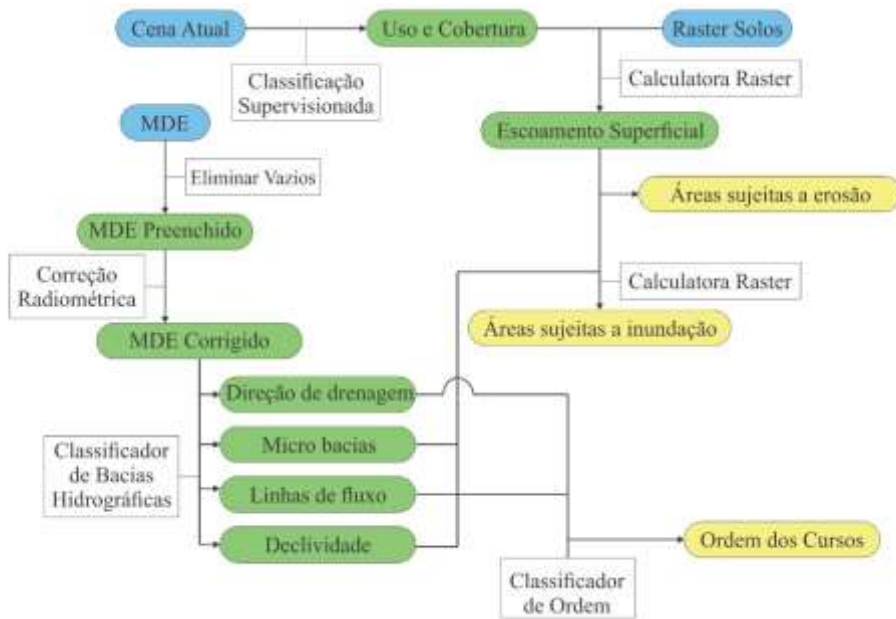 Cena Atual
Uso e Cobertura
Raster Solos
Classificação
Supervisionada
Calculatora Raster
MDE
Escoamento Superficial
Eliminar Vazios
Áreas sujeitas a erosão
MDE Preenchido
Correção
Radiométrica
Calculatora Raster
Áreas sujeitas a inundação
MDE Corrigido
Direção de drenagem
Classificador
de Bacias
Hidrográficas
Micro bacias
Linhas de fluxo
Declividade
Ordem dos Cursos
Classificador
de Ordem